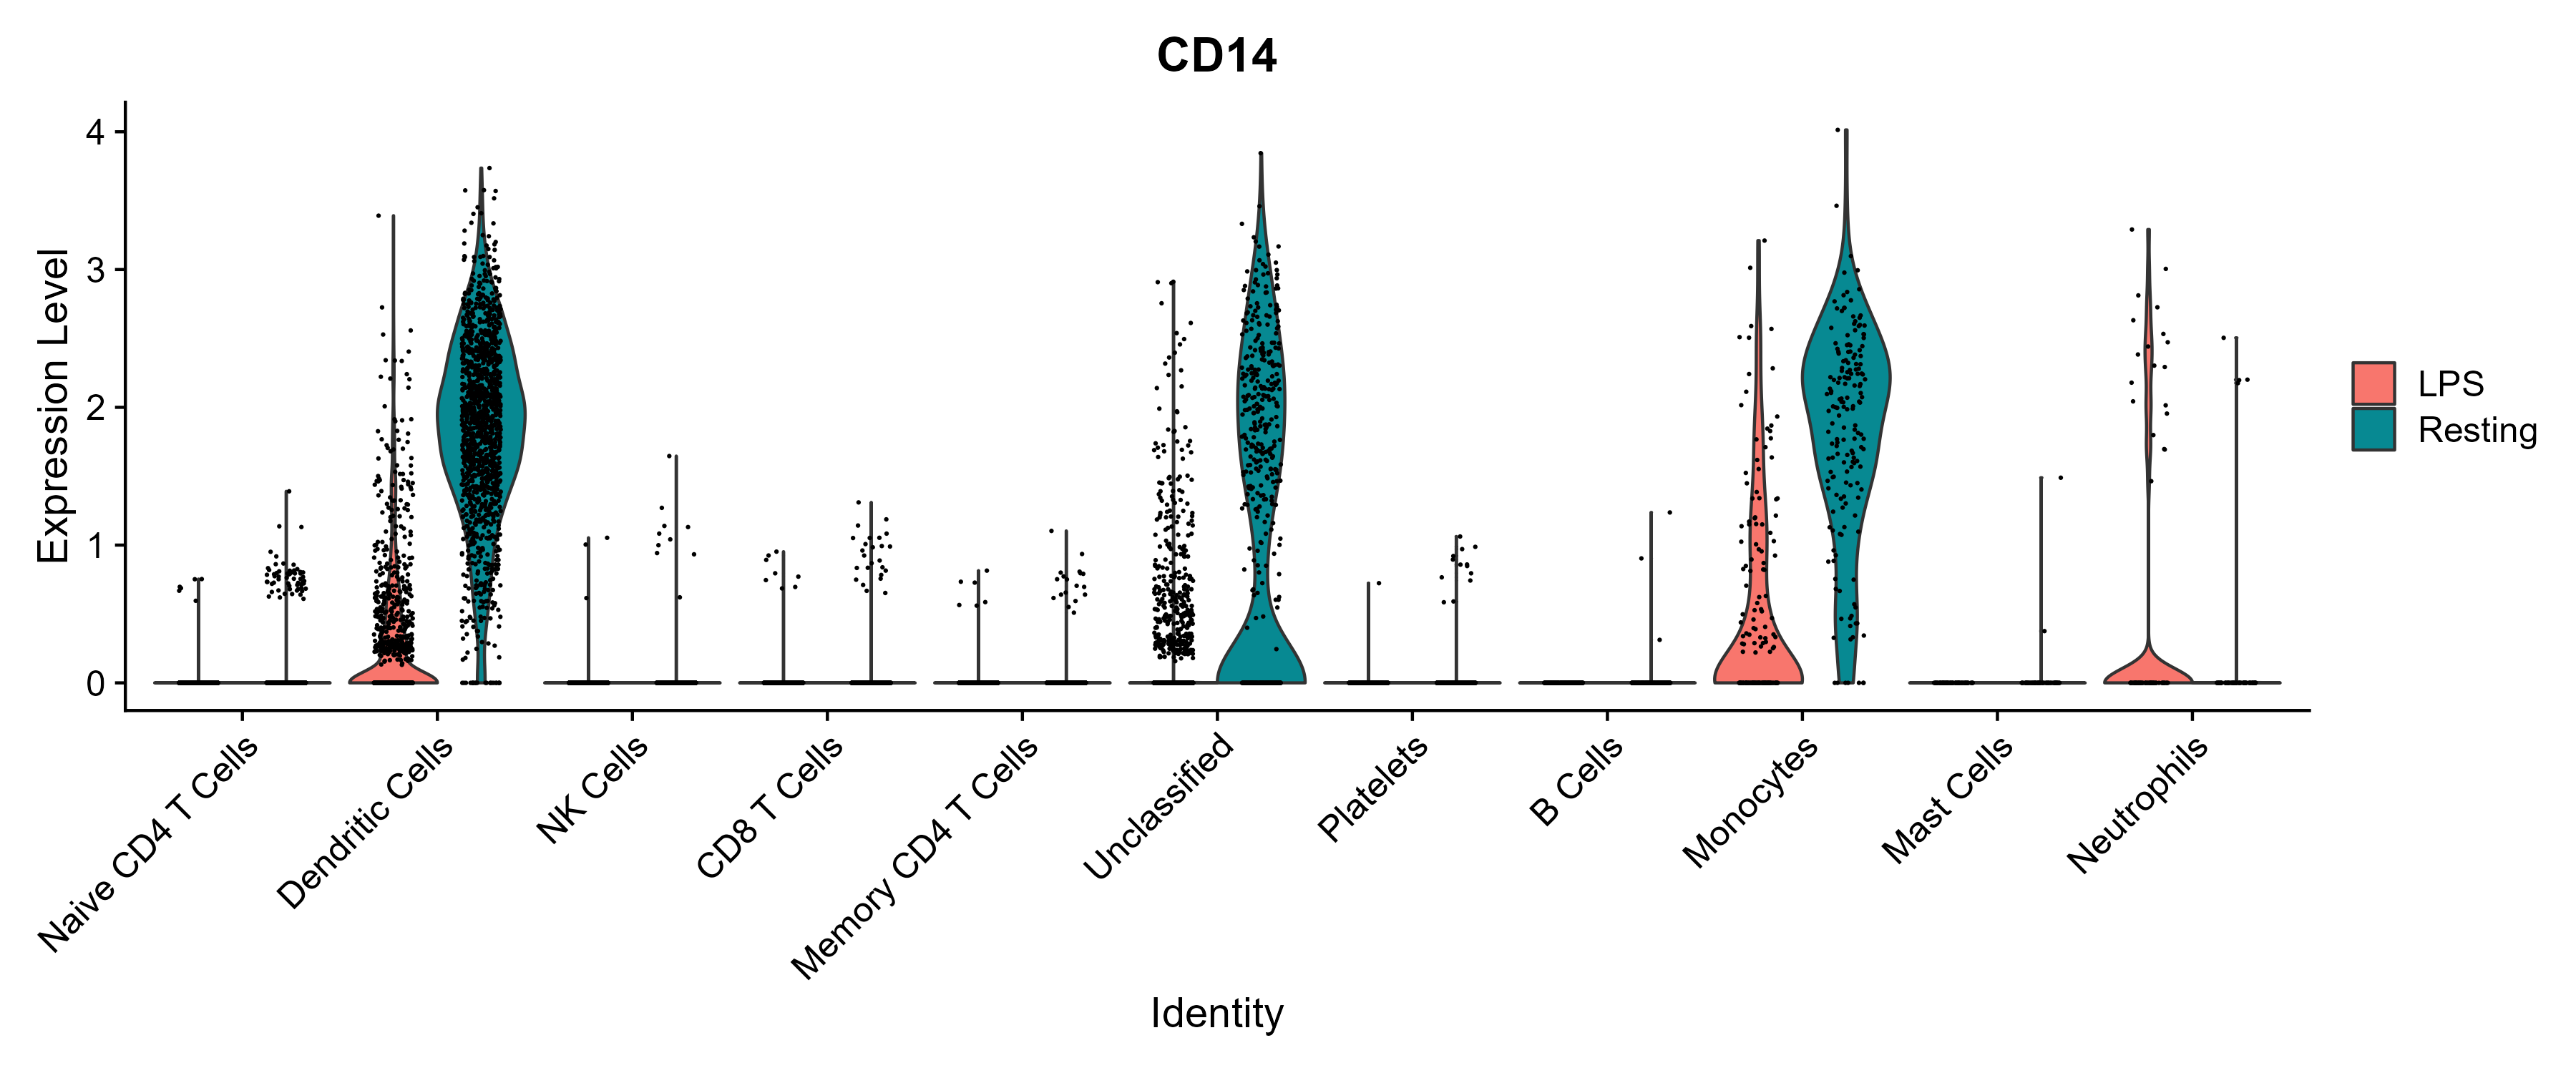 CD14
Expression Level
4
3
2
1
0
Naive CD4 T Cells
Dendritic Cells
NK Cells
CD8 T Cells
Memory CD4 T Cells
Unclassified
Platelets
B Cells
Monocytes
Mast Cells
Neutrophils
Identity
LPS
Resting